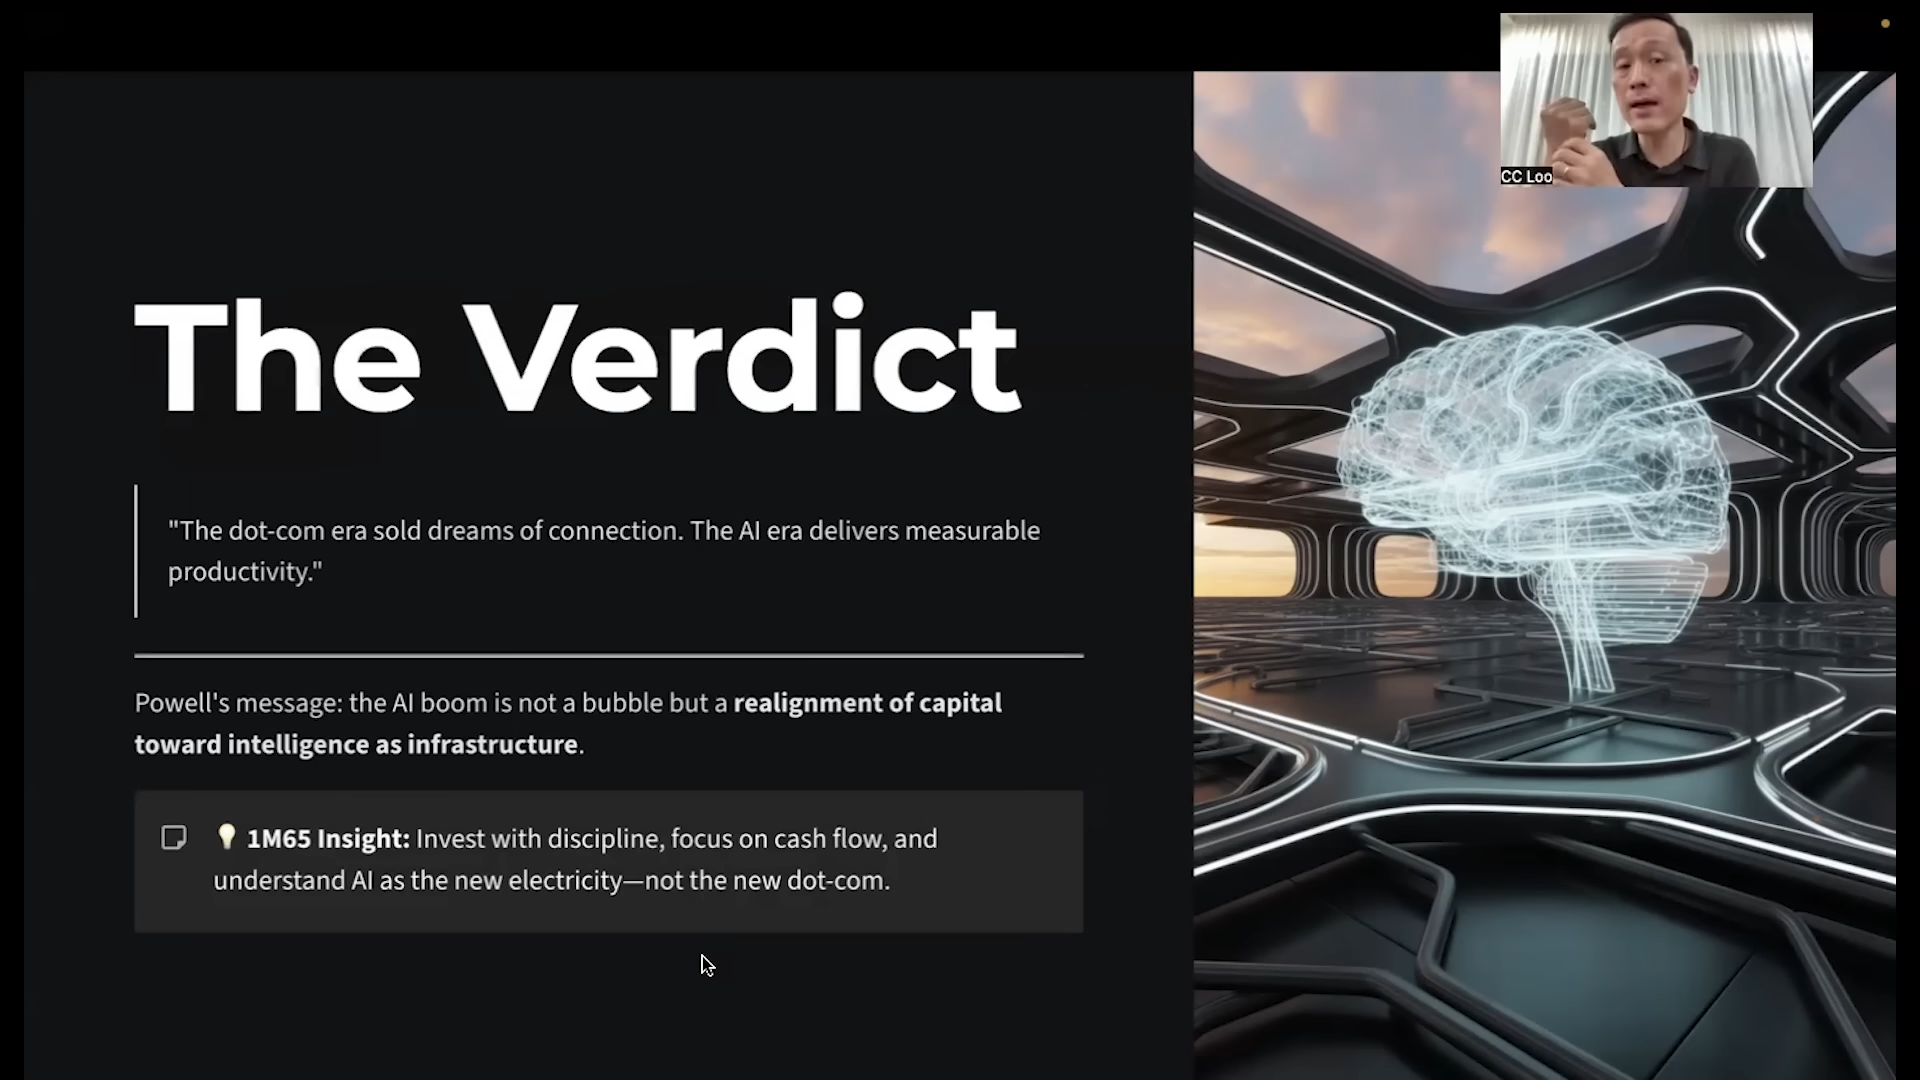 CC Loo
The Verdict
"The dot-com era sold dreams of connection. The AI era delivers measurable
productivity."
Powell's message: the AI boom is not a bubble but a realignment of capital
toward intelligence as infrastructure.
💡 1M65 Insight: Invest with discipline, focus on cash flow, and
understand AI as the new electricity—not the new dot-com.